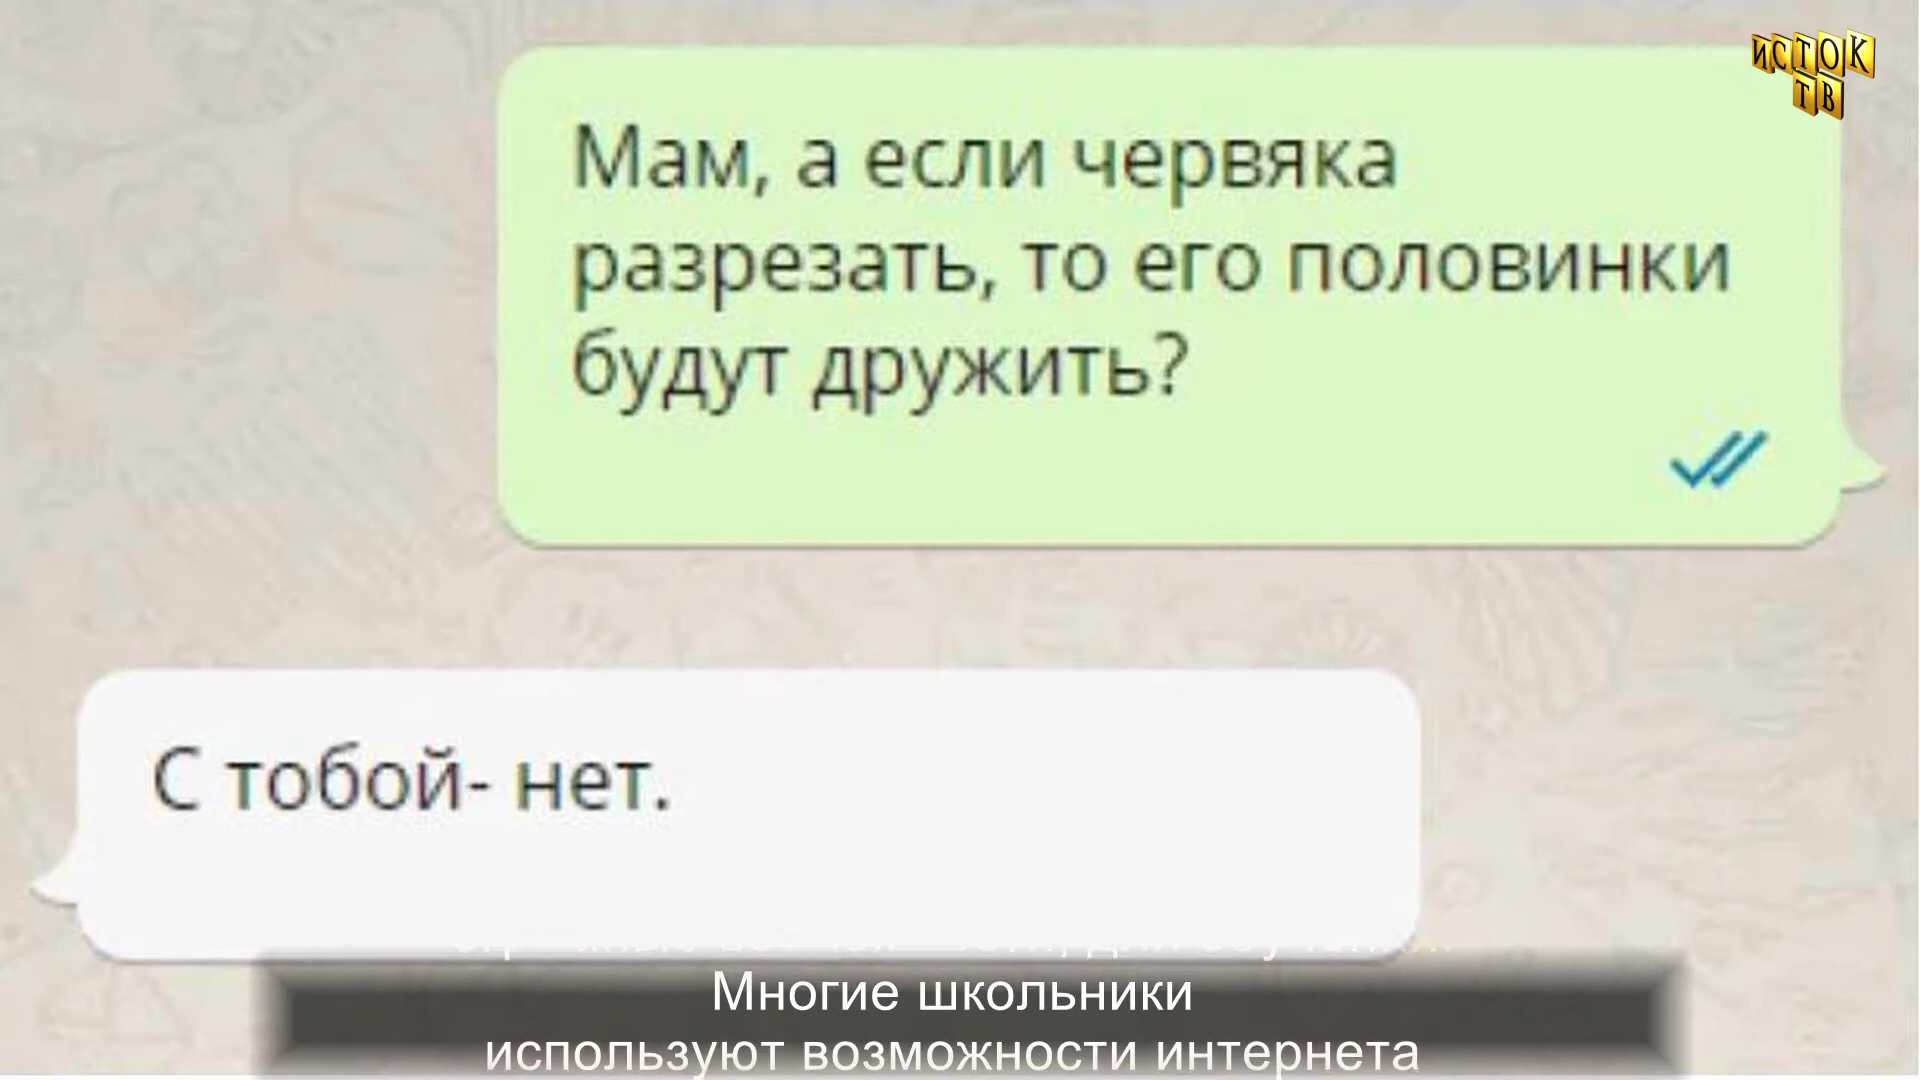 ИСТОК
ТВ
Мам, а если червяка
разрезать, то его половинки
будут дружить?
С тобой- нет.
Многие школьники
используют возможности интернета